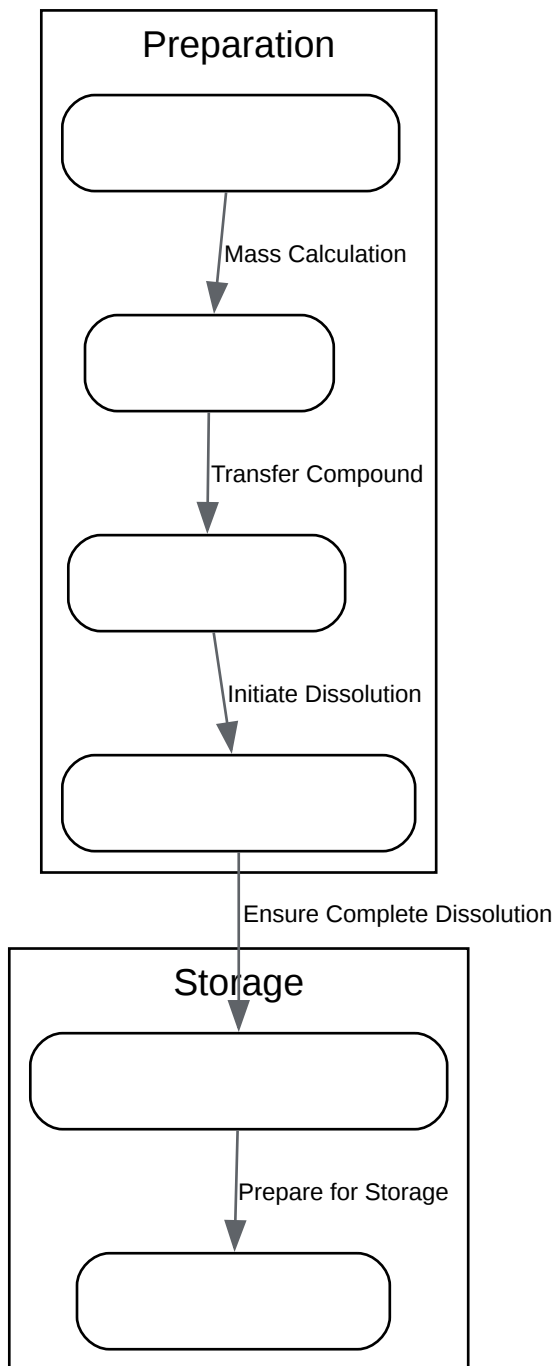 Preparation
Mass Calculation
Transfer Compound
Initiate Dissolution
Ensure Complete Dissolution
Storage
Prepare for Storage